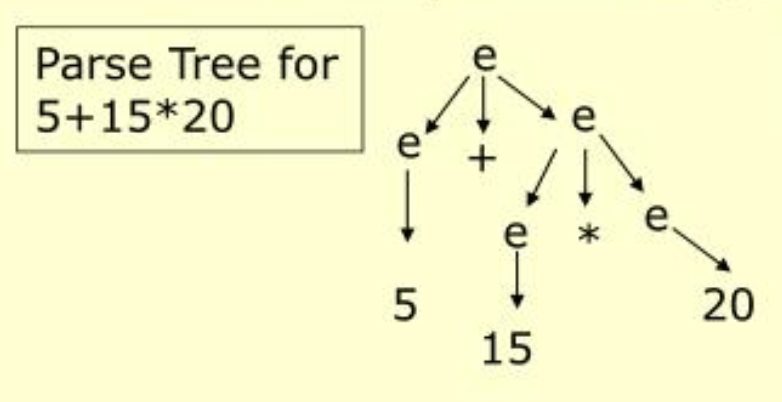 Parse Tree for
5+15*20
e
e + e
e * e
5 15 20